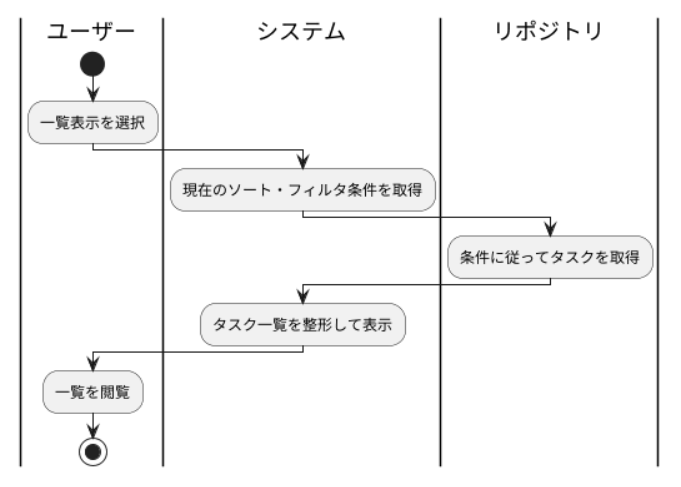 ユーザー
システム
リポジトリ
一覧表示を選択
現在のソート・フィルタ条件を取得
条件に従ってタスクを取得
タスク一覧を整形して表示
一覧を閲覧